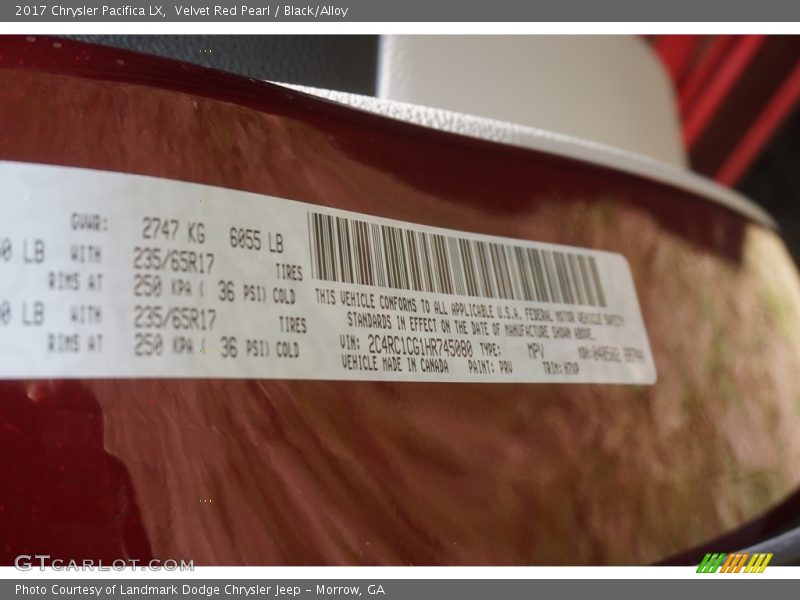 2017 Chrysler Pacifica LX, Velvet Red Pearl / Black/Alloy
GVWR: 2747 KG 6055 LB
0 LB WITH 235/65R17 TIRES
RIMS AT 250 KPA ( 36 PSI) COLD
0 LB WITH 235/65R17 TIRES
RIMS AT 250 KPA ( 36 PSI) COLD
THIS VEHICLE CONFORMS TO ALL APPLICABLE U.S.A. FEDERAL MOTOR VEHICLE SAFETY
STANDARDS IN EFFECT ON THE DATE OF MANUFACTURE SHOWN ABOVE.
VIN: 2C4RC1CG1HR745080 TYPE: MPV
VEHICLE MADE IN CANADA PAINT: PRV TRIM:
GTcarlot.com
Photo Courtesy of Landmark Dodge Chrysler Jeep – Morrow, GA